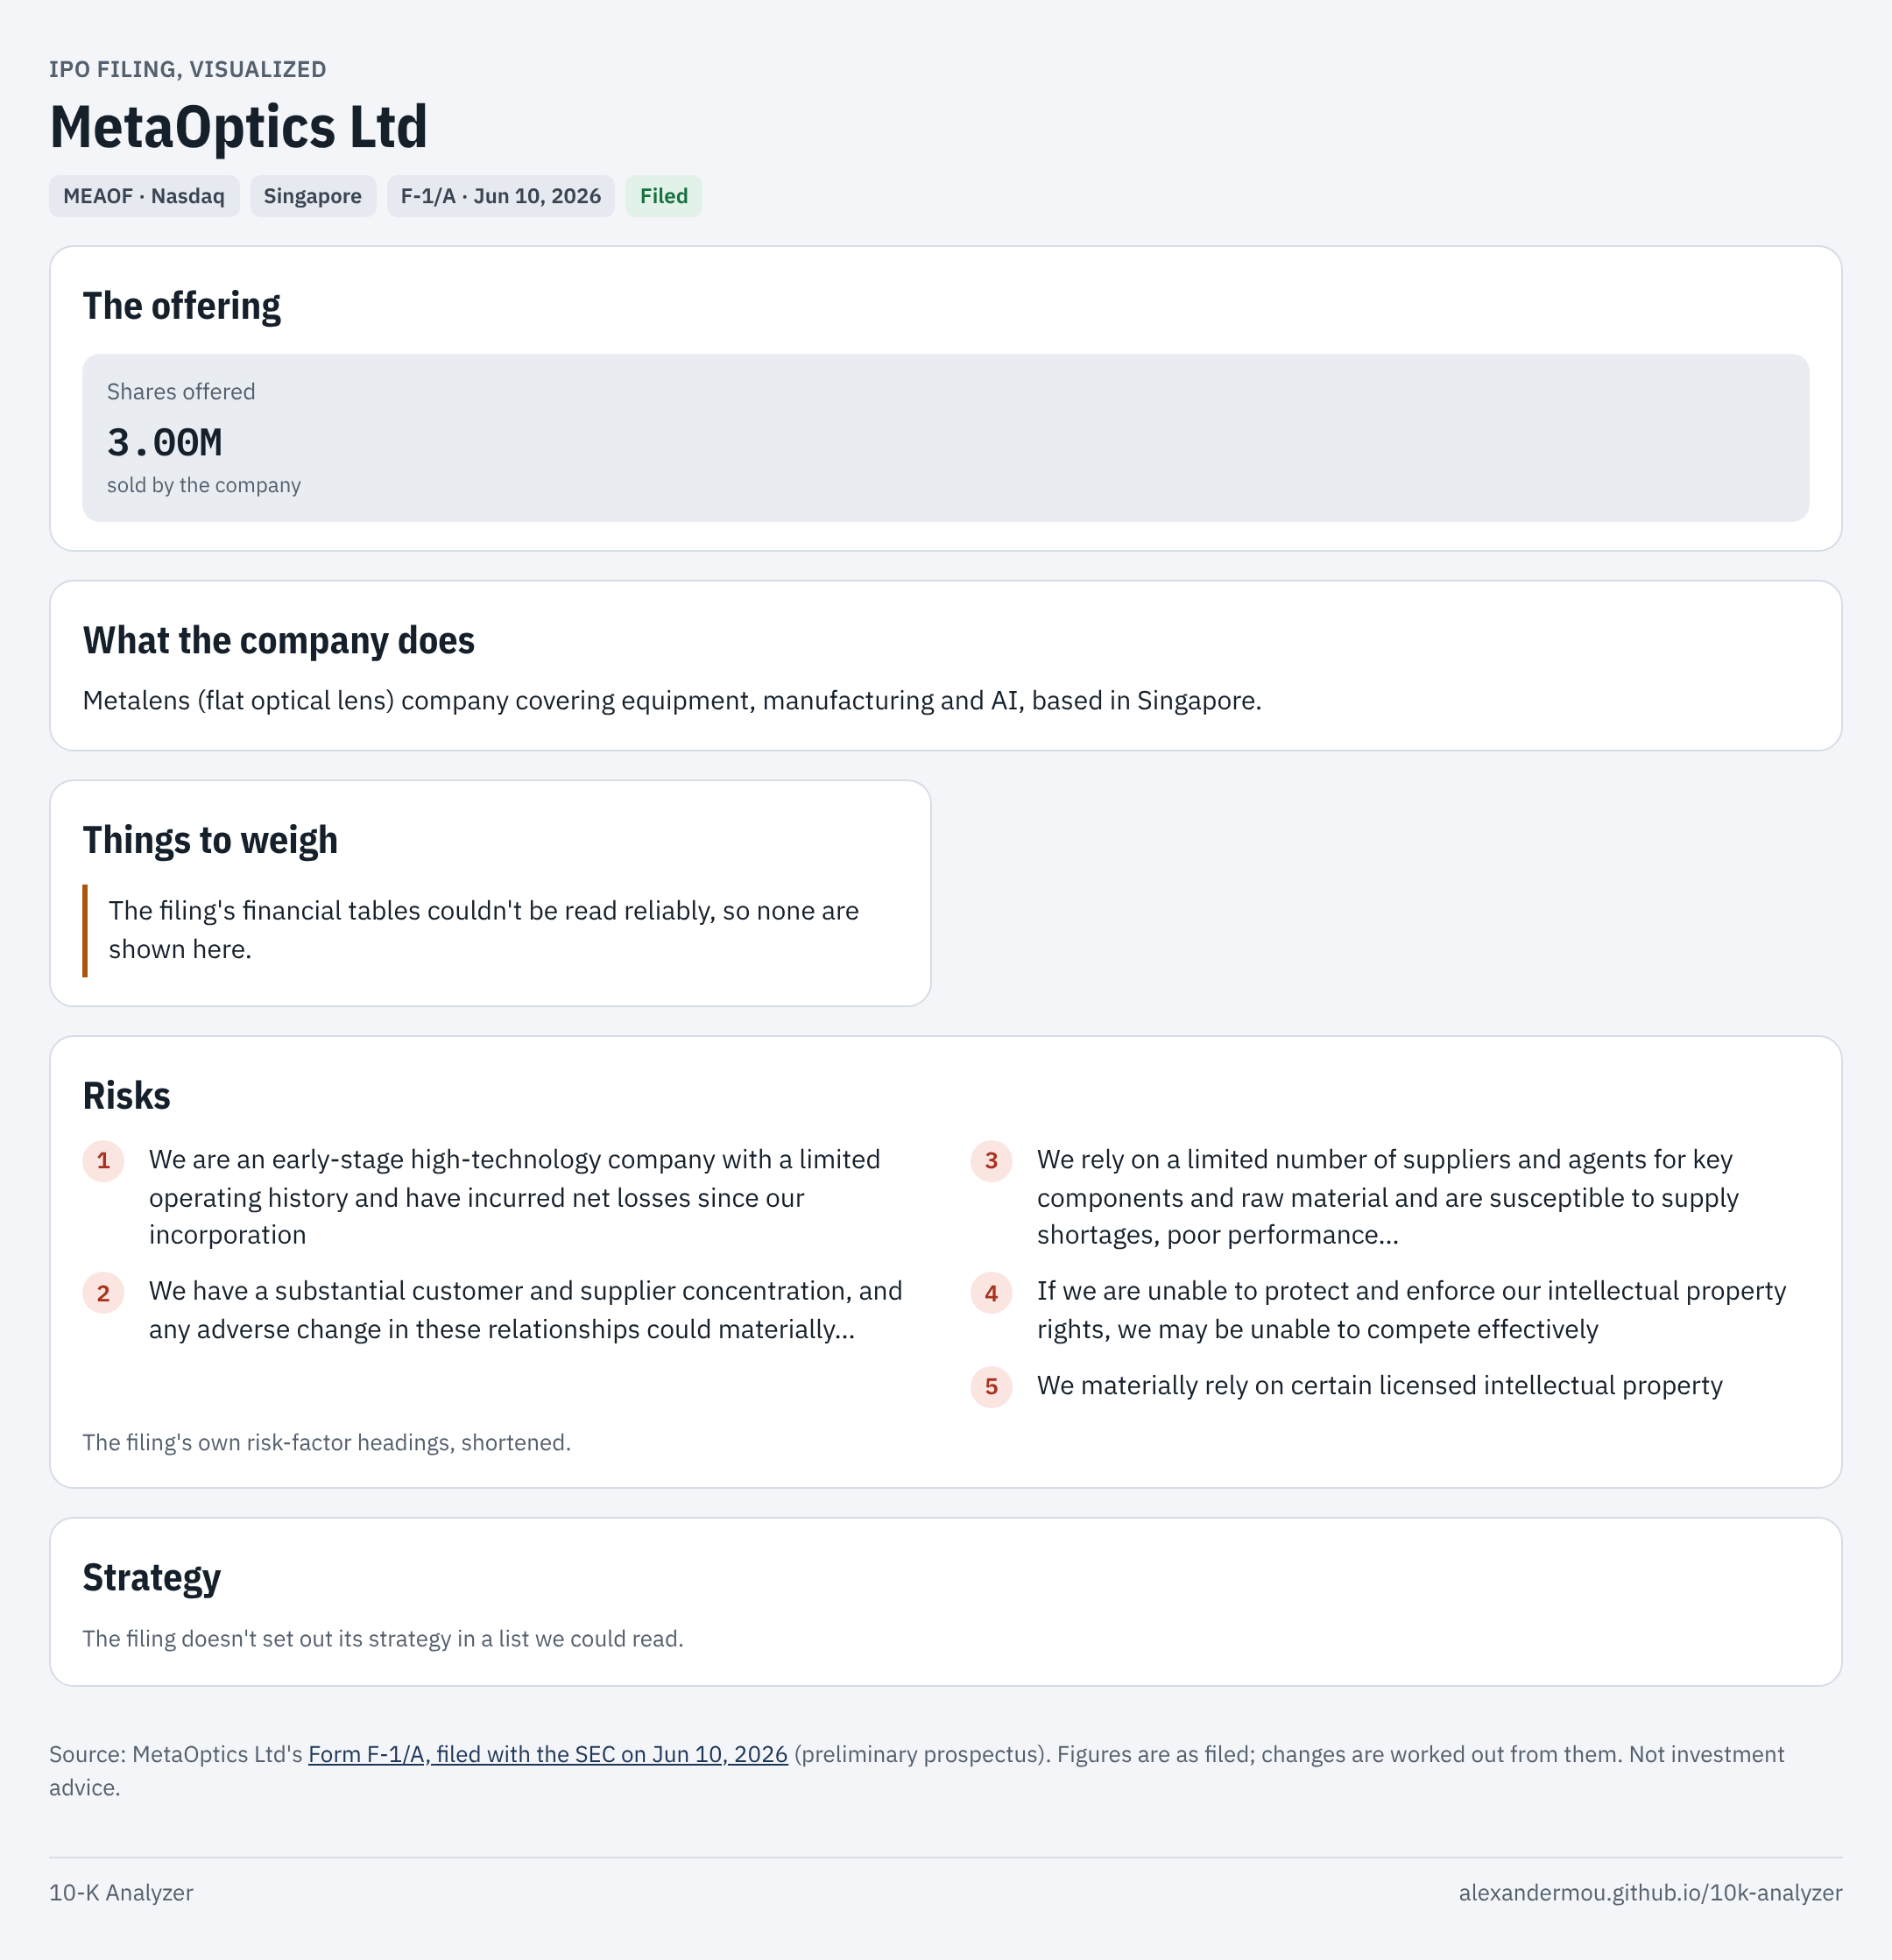 IPO FILING, VISUALIZED
MetaOptics Ltd
MEAOF · Nasdaq
Singapore
F-1/A · Jun 10, 2026
Filed
The offering
Shares offered
3.00M
sold by the company
What the company does
Metalens (flat optical lens) company covering equipment, manufacturing and AI, based in Singapore.
Things to weigh
The filing's financial tables couldn't be read reliably, so none are
shown here.
Risks
1
We are an early-stage high-technology company with a limited
operating history and have incurred net losses since our
incorporation
2
We have a substantial customer and supplier concentration, and
any adverse change in these relationships could materially…
3
We rely on a limited number of suppliers and agents for key
components and raw material and are susceptible to supply
shortages, poor performance…
4
If we are unable to protect and enforce our intellectual property
rights, we may be unable to compete effectively
5
We materially rely on certain licensed intellectual property
The filing's own risk-factor headings, shortened.
Strategy
The filing doesn't set out its strategy in a list we could read.
Source: MetaOptics Ltd's Form F-1/A, filed with the SEC on Jun 10, 2026 (preliminary prospectus). Figures are as filed; changes are worked out from them. Not investment
advice.
10-K Analyzer
alexandermou.github.io/10k-analyzer